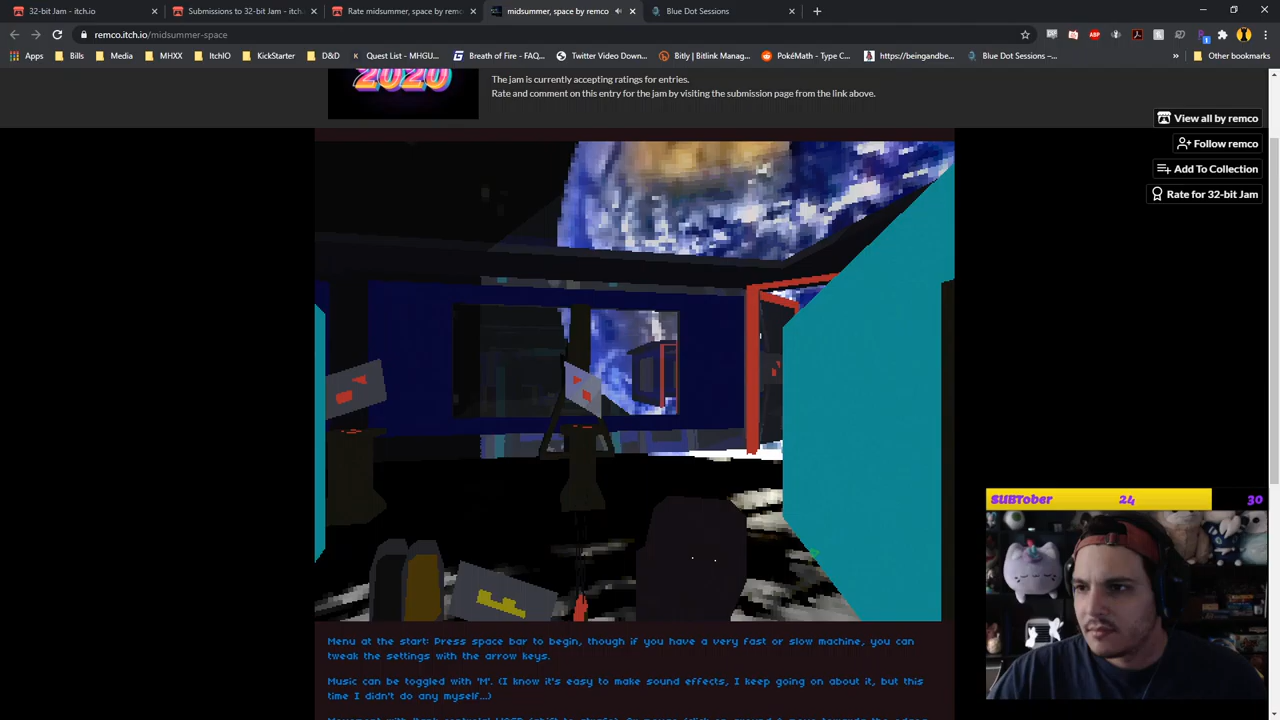 32-bit Jam - itch.io
Submissions to 32-bit Jam - itch.
Rate midsummer, space by remco
midsummer, space by remco
Blue Dot Sessions
remco.itch.io/midsummer-space
Apps
Bills
Media
MHXX
ItchIO
KickStarter
D&D
Quest List - MHGU...
Breath of Fire - FAQ...
Twitter Video Down...
Bitly | Bitlink Manag...
PokéMath - Type C...
https://beingandbe...
Blue Dot Sessions –...
Other bookmarks
2020
The jam is currently accepting ratings for entries.
Rate and comment on this entry for the jam by visiting the submission page from the link above.
View all by remco
Follow remco
Add To Collection
Rate for 32-bit Jam
SUBTober 24 30
Menu at the start: Press space bar to begin, though if you have a very fast or slow machine, you can
tweak the settings with the arrow keys.
Music can be toggled with 'M'. (I know it's easy to make sound effects, I keep going on about it, but this
time I didn't do any myself...)